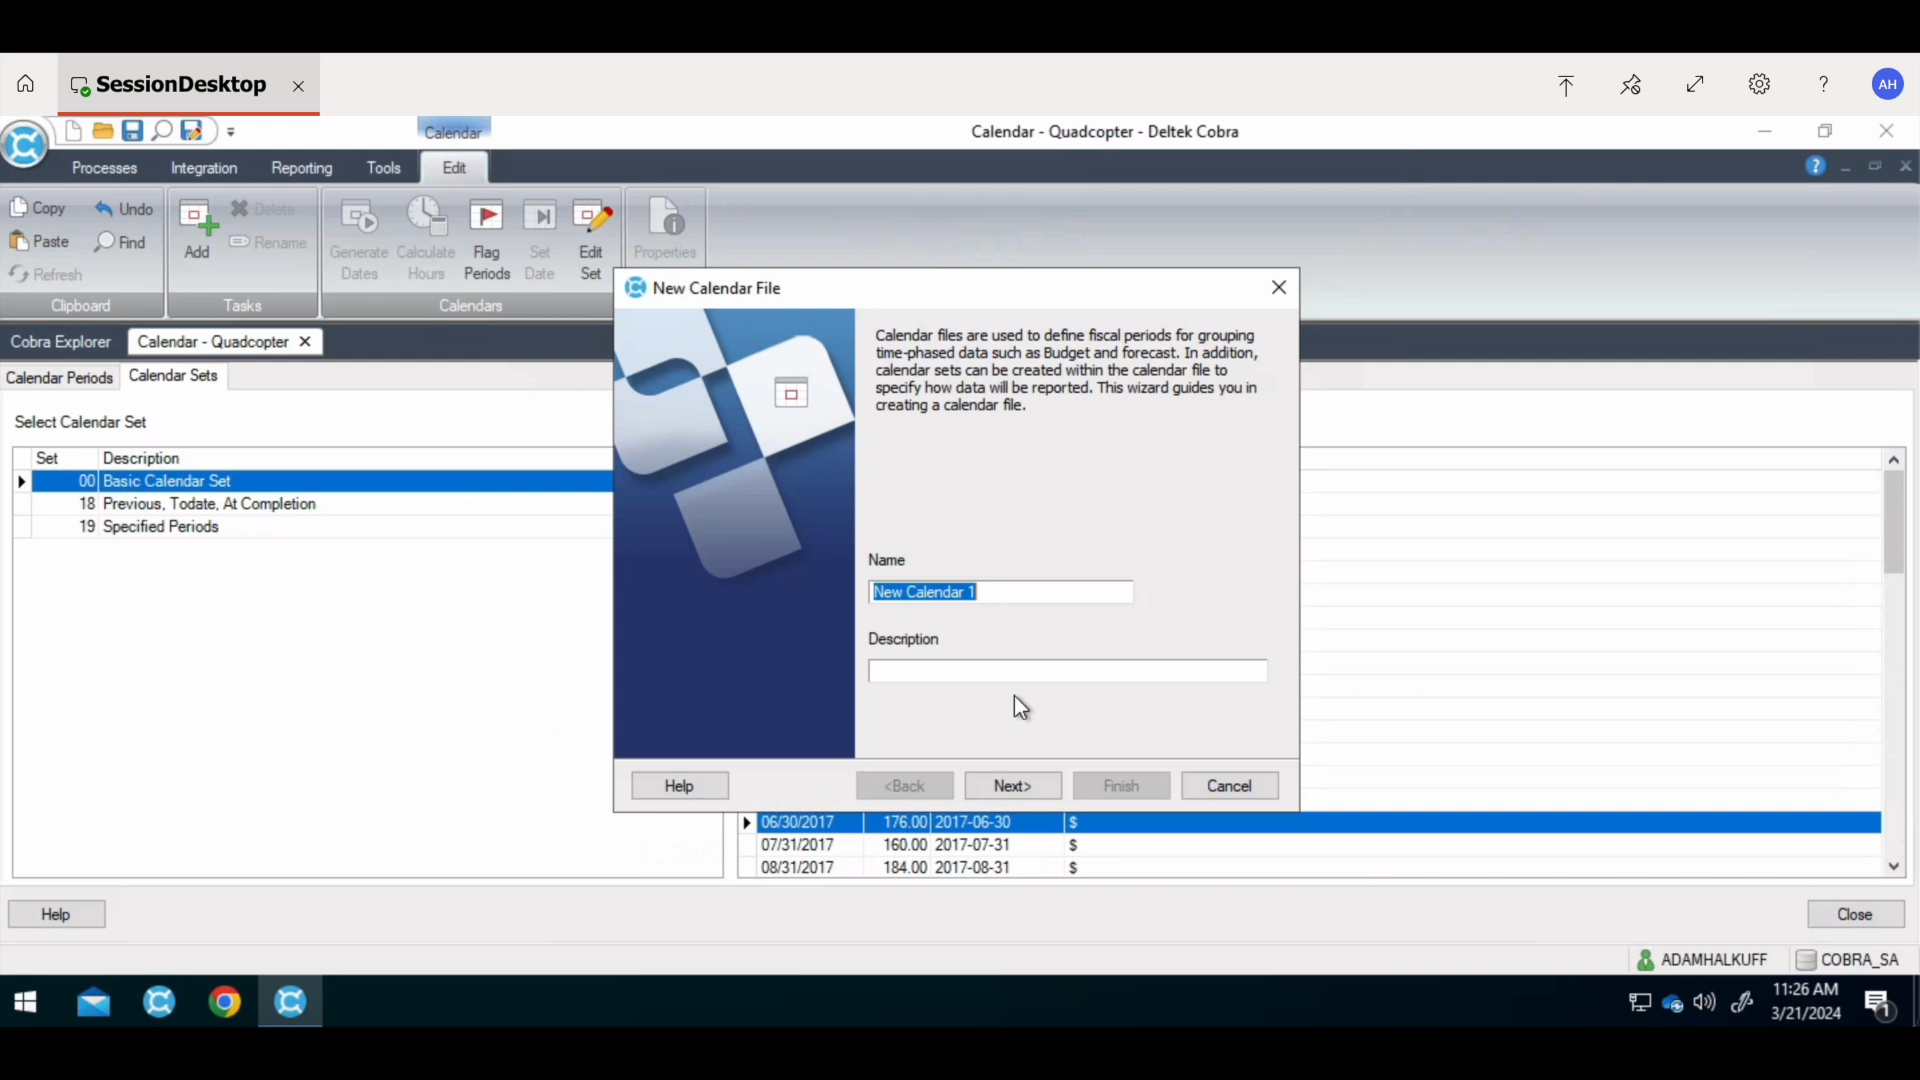 SessionDesktop
?
AH
Calendar
Calendar - Quadcopter - Deltek Cobra
Processes
Integration
Reporting
Tools
Edit
?
Copy
Undo
Paste
Find
Refresh
Clipboard
Add
Delete
Rename
Tasks
Generate
Dates
Calculate
Hours
Flag
Periods
Set
Date
Edit
Set
Calendars
Properties
Cobra Explorer
Calendar - Quadcopter
Calendar Periods
Calendar Sets
Select Calendar Set
Set Description
00 Basic Calendar Set
18 Previous, Todate, At Completion
19 Specified Periods
New Calendar File
Calendar files are used to define fiscal periods for grouping
time-phased data such as Budget and forecast. In addition,
calendar sets can be created within the calendar file to
specify how data will be reported. This wizard guides you in
creating a calendar file.
Name
New Calendar 1
Description
Help
<Back
Next>
Finish
Cancel
06/30/2017 176.00 2017-06-30 $
07/31/2017 160.00 2017-07-31 $
08/31/2017 184.00 2017-08-31 $
Help
Close
ADAMHALKUFF
COBRA_SA
11:26 AM
3/21/2024
1